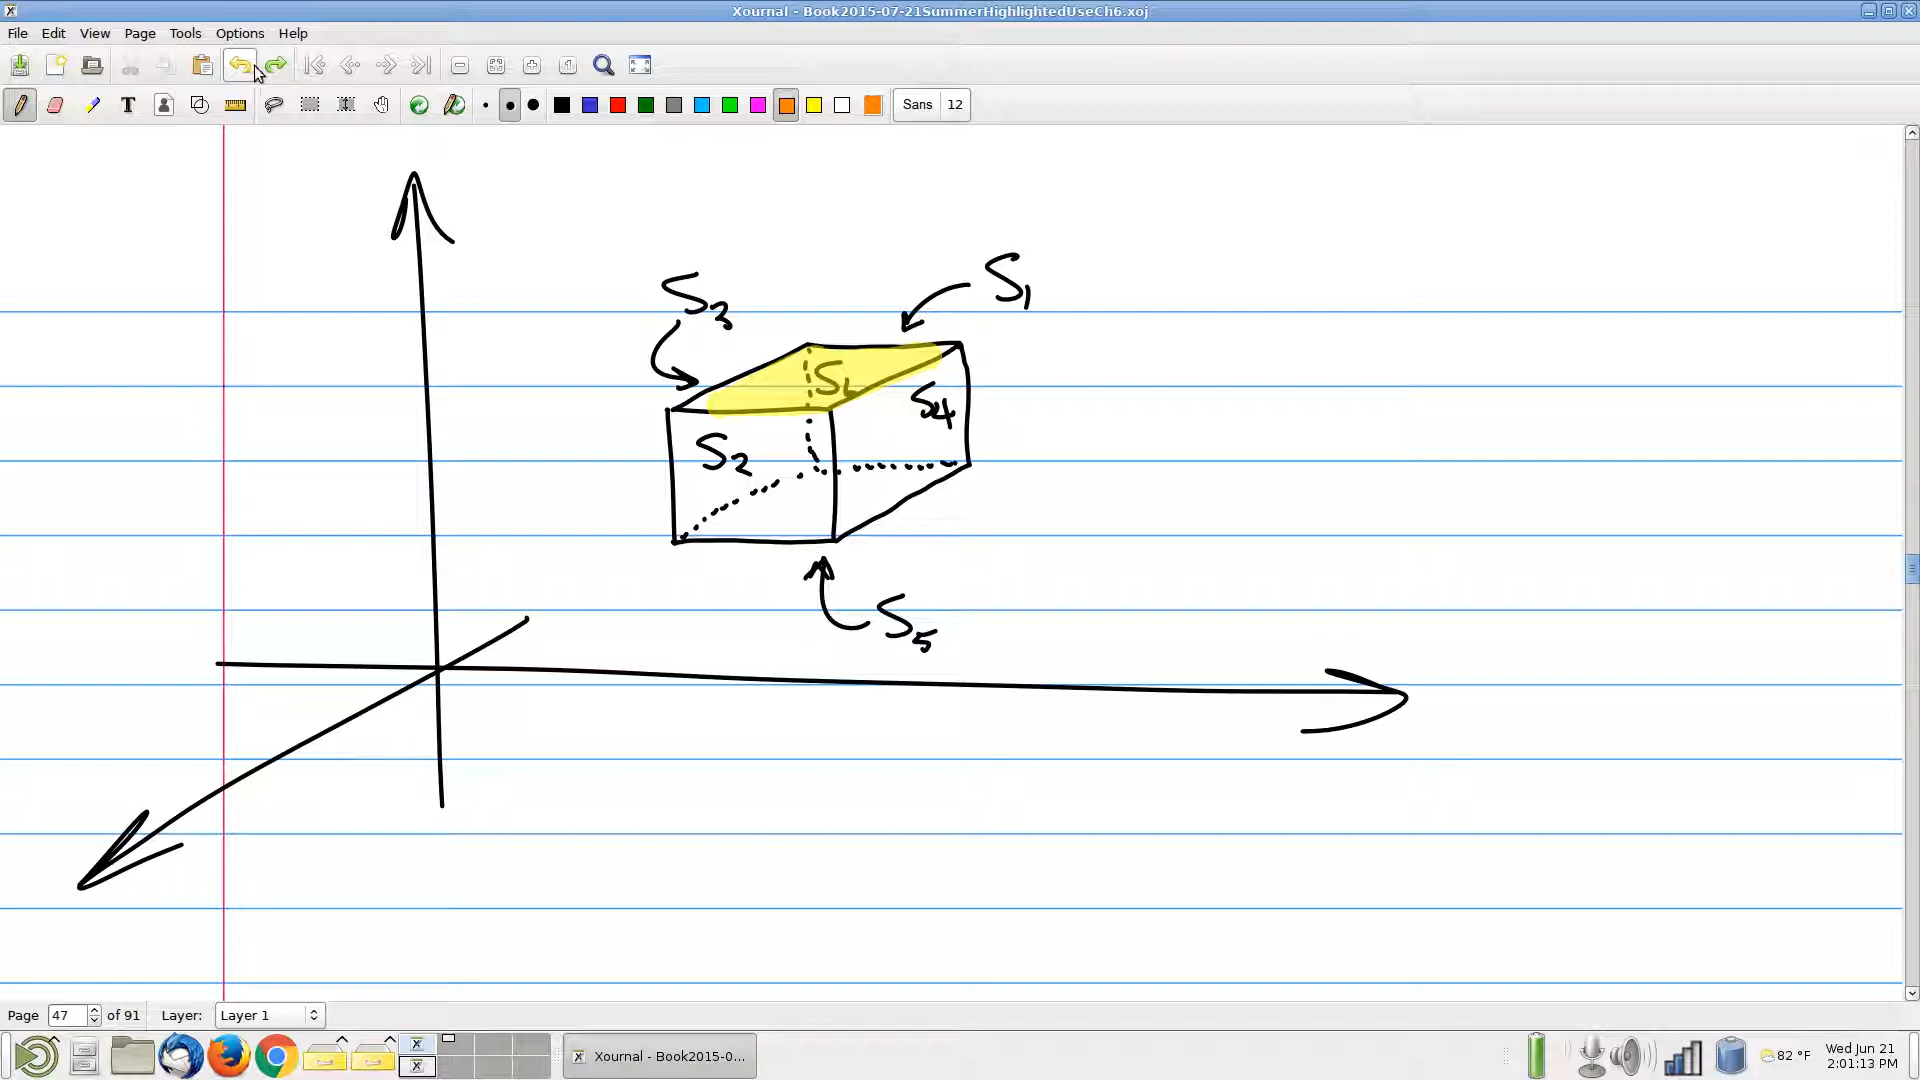 Xournal - Book2015-07-21SummerHighlightedUseCh6.xoj
File Edit View Page Tools Options Help
Sans 12
S1
S3
S6
S4
S2
S5
Page 47 of 91 Layer: Layer 1
Xournal - Book2015-0...
82 °F
Wed Jun 21
2:01:13 PM